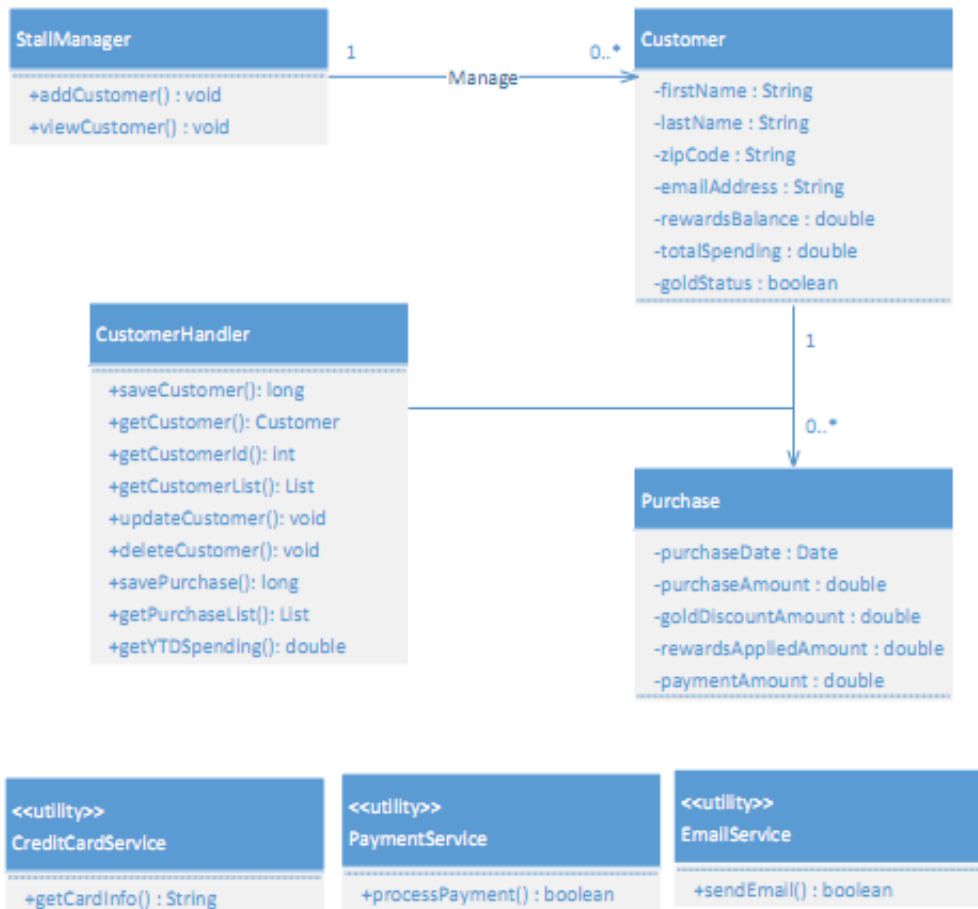 StallManager
+addCustomer() : void
+viewCustomer() : void
1
Manage
0..*
Customer
-firstName : String
-lastName : String
-zipCode : String
-emailAddress : String
-rewardsBalance : double
-totalSpending : double
-goldStatus : boolean
CustomerHandler
+saveCustomer(): long
+getCustomer(): Customer
+getCustomerId(): int
+getCustomerList(): List
+updateCustomer(): void
+deleteCustomer(): void
+savePurchase(): long
+getPurchaseList(): List
+getYTDSpending(): double
1
0..*
Purchase
-purchaseDate : Date
-purchaseAmount : double
-goldDiscountAmount : double
-rewardsAppliedAmount : double
-paymentAmount : double
<<utility>>
CreditCardService
+getCardInfo() : String
<<utility>>
PaymentService
+processPayment() : boolean
<<utility>>
EmailService
+sendEmail() : boolean